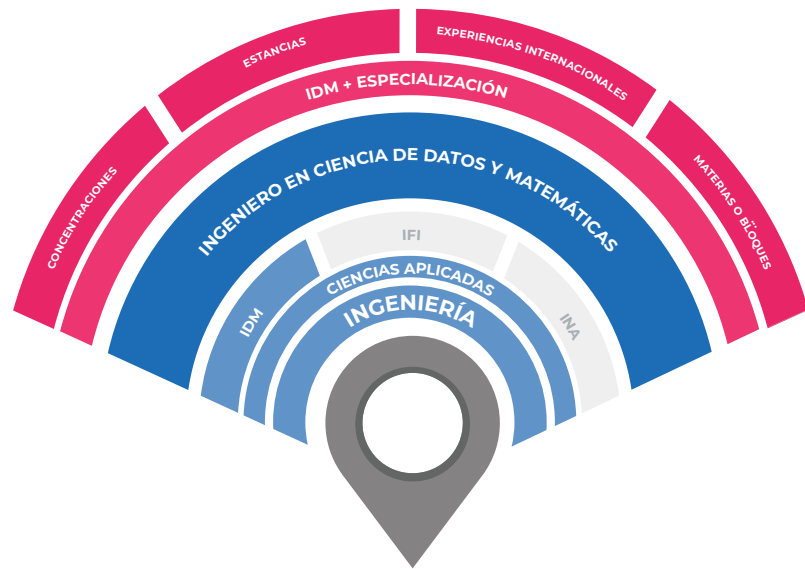 CONCENTRACIONES
ESTANCIAS
EXPERIENCIAS INTERNACIONALES
MATERIAS O BLOQUES
IDM + ESPECIALIZACIÓN
INGENIERO EN CIENCIA DE DATOS Y MATEMÁTICAS
IDM
IFI
INA
CIENCIAS APLICADAS
INGENIERÍA